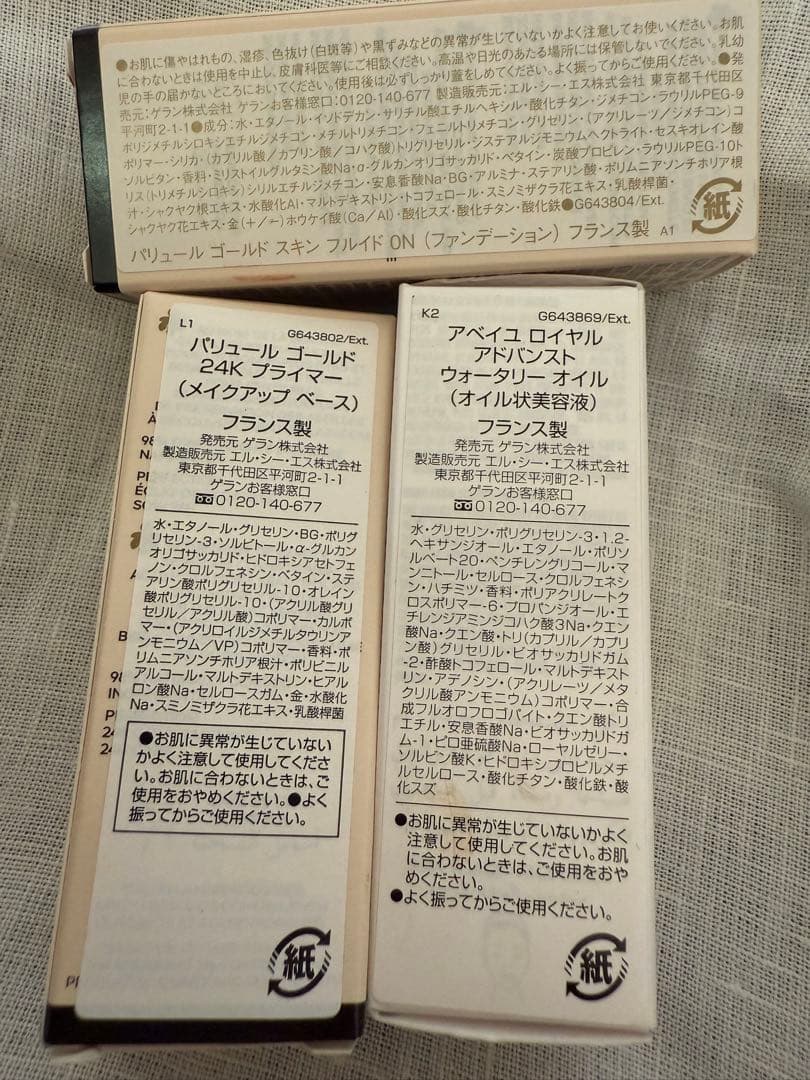 ●お肌に傷やはれもの、湿疹、色抜け(白斑等)や黒ずみなどの異常が生じていないかよく注意してお使いください。お肌
に合わないときは使用を中止し、皮膚科医等にご相談ください。高温や日光のあたる場所には保管しないでください。乳幼
児の手の届かないところにおいてください。使用後は必ずしっかり蓋をしめてください。よく振ってからご使用ください。●発
売元:ゲラン株式会社 ゲランお客様窓口:0120-140-677 製造販売元:エル・シー・エス株式会社 東京都千代田区
平河町2-1-1●成分:水・エタノール・イソドデカン・サリチル酸エチルヘキシル・酸化チタン・ジメチコン・ラウリルPEG-9
ポリジメチルシロキシエチルジメチコン・メチルトリメチコン・フェニルトリメチコン・グリセリン・(アクリレーツ/ジメチコン)コ
ポリマー・シリカ・(カプリル酸/カプリン酸/コハク酸)トリグリセリル・ジステアルジモニウムヘクトライト・セスキオレイン酸
ソルビタン・香料・ミリストイルグルタミン酸Na・α-グルカンオリゴサッカリド・ベタイン・炭酸プロピレン・ラウリルPEG-10ト
リス(トリメチルシロキシ)シリルエチルジメチコン・安息香酸Na・BG・アルミナ・ステアリン酸・ポリムニアソンチホリア根
汁・シャクヤク根エキス・水酸化Al・マルトデキストリン・トコフェロール・スミノミザクラ花エキス・乳酸桿菌・
シャクヤク花エキス・金(+/−)ホウケイ酸(Ca/Al)・酸化スズ・酸化チタン・酸化鉄●G643804/Ext.
パリュール ゴールド スキン フルイド 0N (ファンデーション) フランス製 A1
紙
L1
G643802/Ext.
パリュール ゴールド
24K プライマー
(メイクアップ ベース)
フランス製
発売元 ゲラン株式会社
製造販売元 エル・シー・エス株式会社
東京都千代田区平河町2-1-1
ゲランお客様窓口
0120-140-677
水・エタノール・グリセリン・BG・ポリグ
リセリン-3・ソルビトール・α-グルカン
オリゴサッカリド・ヒドロキシアセトフェ
ノン・クロルフェネシン・ベタイン・ステ
アリン酸ポリグリセリル-10・オレイン
酸ポリグリセリル-10・(アクリル酸グリ
セリル/アクリル酸)コポリマー・カルボ
マー・(アクリロイルジメチルタウリンア
ンモニウム/VP)コポリマー・香料・ポ
リムニアソンチホリア根汁・ポリビニル
アルコール・マルトデキストリン・ヒアル
ロン酸Na・セルロースガム・金・水酸化
Na・スミノミザクラ花エキス・乳酸桿菌
●お肌に異常が生じていない
かよく注意して使用してくださ
い。お肌に合わないときは、ご
使用をおやめください。●よく
振ってからご使用ください。
紙
K2
G643869/Ext.
アベイユ ロイヤル
アドバンスト
ウォータリー オイル
(オイル状美容液)
フランス製
発売元 ゲラン株式会社
製造販売元 エル・シー・エス株式会社
東京都千代田区平河町2-1-1
ゲランお客様窓口
0120-140-677
水・グリセリン・ポリグリセリン-3・1,2-
ヘキサンジオール・エタノール・ポリソ
ルベート20・ペンチレングリコール・マ
ンニトール・セルロース・クロルフェネシ
ン・ハチミツ・香料・ポリアクリレートク
ロスポリマー-6・プロパンジオール・エ
チレンジアミンジコハク酸3Na・クエン
酸Na・クエン酸・トリ(カプリル/カプリ
ン酸)グリセリル・ビオサッカリドガム
-2・酢酸トコフェロール・マルトデキスト
リン・アデノシン・(アクリレーツ/メタ
クリル酸アンモニウム)コポリマー・合
成フルオロフロゴパイト・クエン酸トリ
エチル・安息香酸Na・ビオサッカリドガ
ム-1・ピロ亜硫酸Na・ローヤルゼリー・
ソルビン酸K・ヒドロキシプロピルメチ
ルセルロース・酸化チタン・酸化鉄・酸
化スズ
●お肌に異常が生じていないかよく
注意して使用してください。お肌
に合わないときは、ご使用をおや
めください。
●よく振ってからご使用ください。
紙